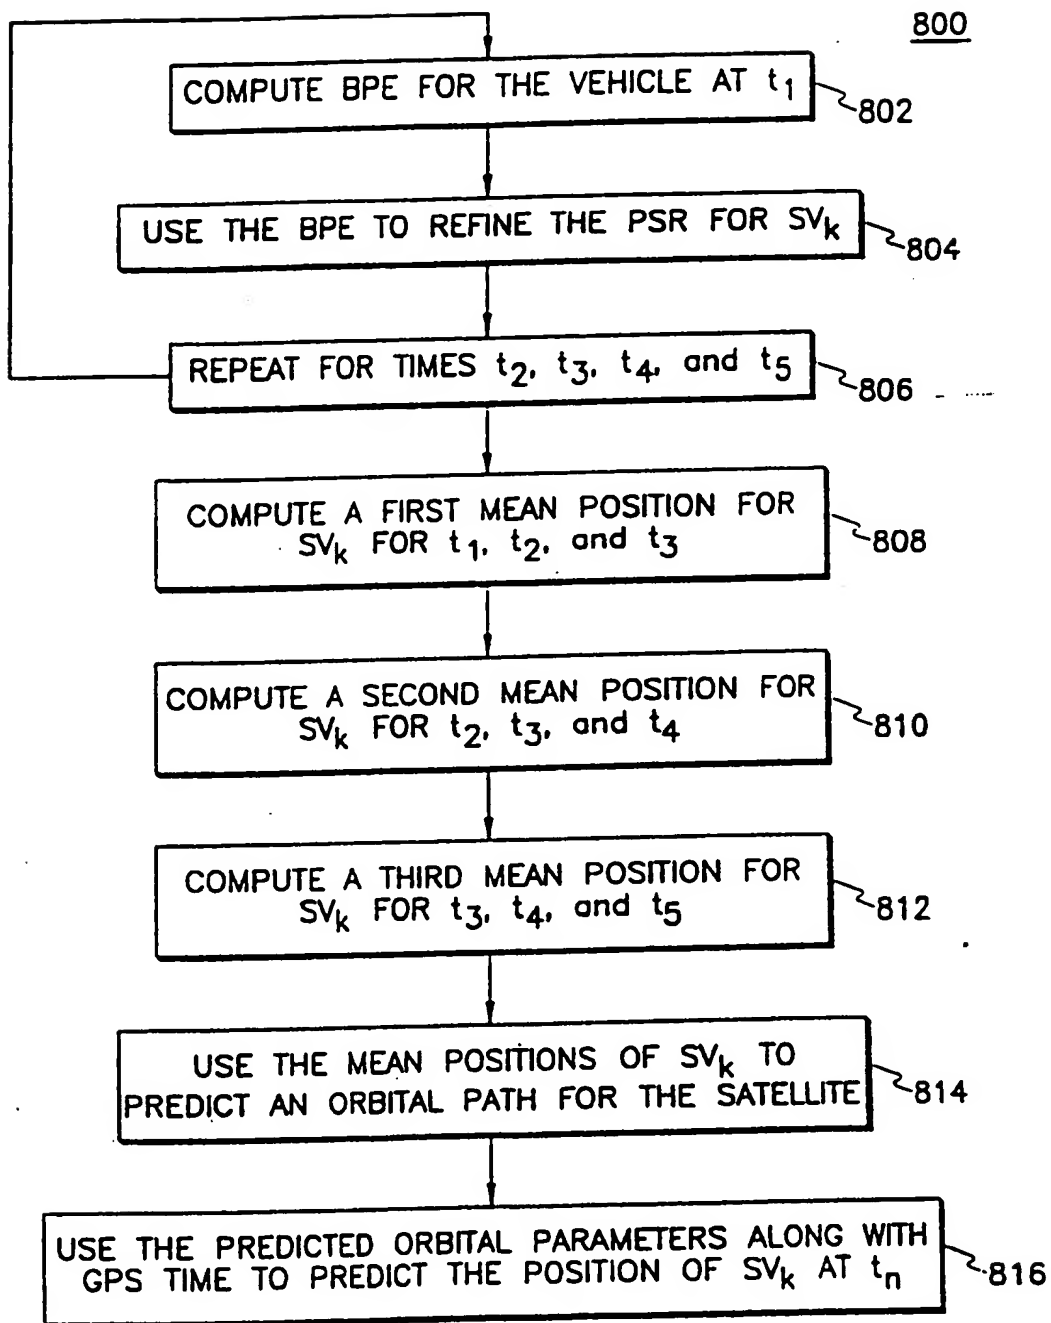 800
COMPUTE BPE FOR THE VEHICLE AT t1
802
USE THE BPE TO REFINE THE PSR FOR SVk
804
REPEAT FOR TIMES t2, t3, t4, and t5
806
COMPUTE A FIRST MEAN POSITION FOR
SVk FOR t1, t2, and t3
808
COMPUTE A SECOND MEAN POSITION FOR
SVk FOR t2, t3, and t4
810
COMPUTE A THIRD MEAN POSITION FOR
SVk FOR t3, t4, and t5
812
USE THE MEAN POSITIONS OF SVk TO
PREDICT AN ORBITAL PATH FOR THE SATELLITE
814
USE THE PREDICTED ORBITAL PARAMETERS ALONG WITH
GPS TIME TO PREDICT THE POSITION OF SVk AT tn
816